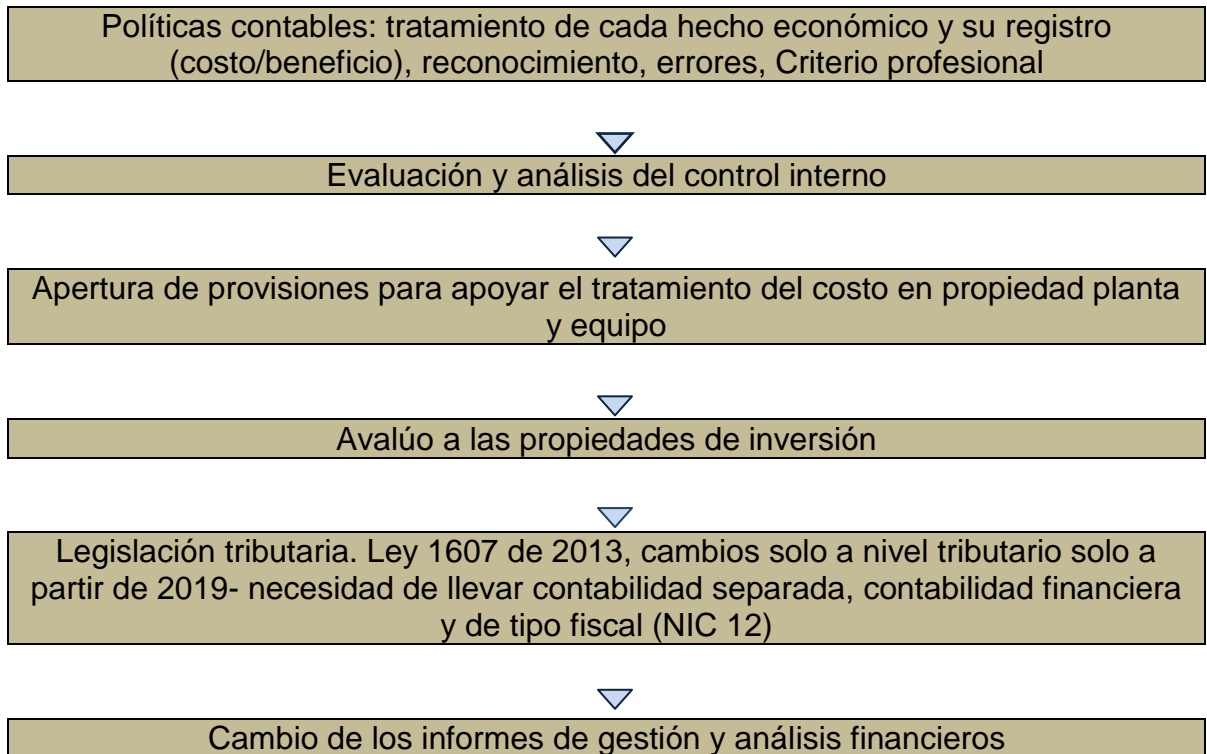 Políticas contables: tratamiento de cada hecho económico y su registro
(costo/beneficio), reconocimiento, errores, Criterio profesional
Evaluación y análisis del control interno
Apertura de provisiones para apoyar el tratamiento del costo en propiedad planta
y equipo
Avalúo a las propiedades de inversión
Legislación tributaria. Ley 1607 de 2013, cambios solo a nivel tributario solo a
partir de 2019- necesidad de llevar contabilidad separada, contabilidad financiera
y de tipo fiscal (NIC 12)
Cambio de los informes de gestión y análisis financieros